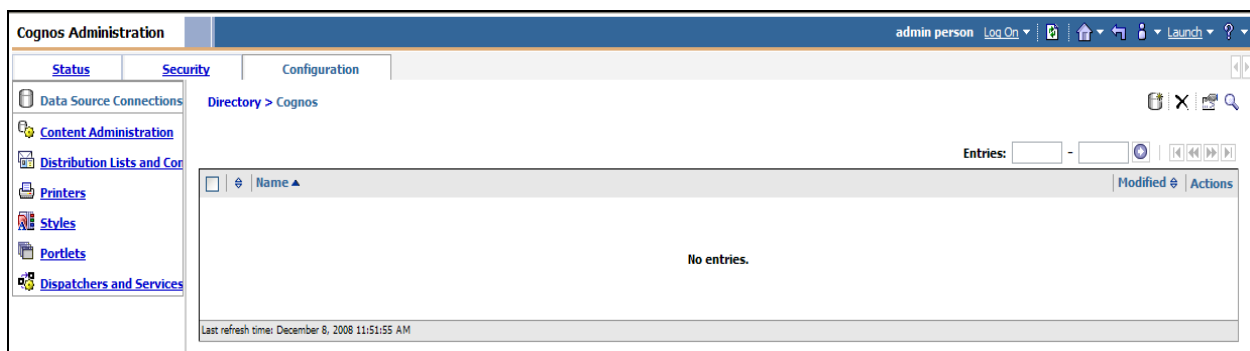 Cognos Administration
admin person Log On Launch ?
Status Security Configuration
Data Source Connections
Content Administration
Distribution Lists and Con
Printers
Styles
Portlets
Dispatchers and Services
Directory > Cognos
Entries: -
Name Modified Actions
No entries.
Last refresh time: December 8, 2008 11:51:55 AM